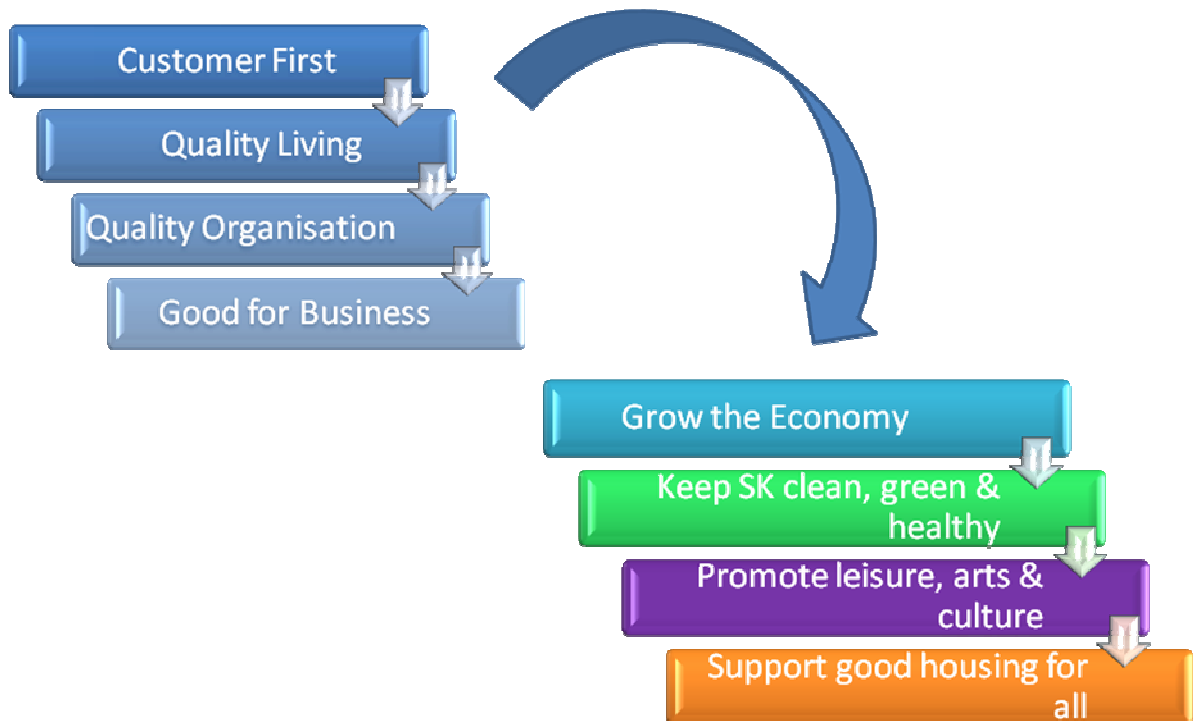 Customer First
Quality Living
Quality Organisation
Good for Business
Grow the Economy
Keep SK clean, green &
healthy
Promote leisure, arts &
culture
Support good housing for
all